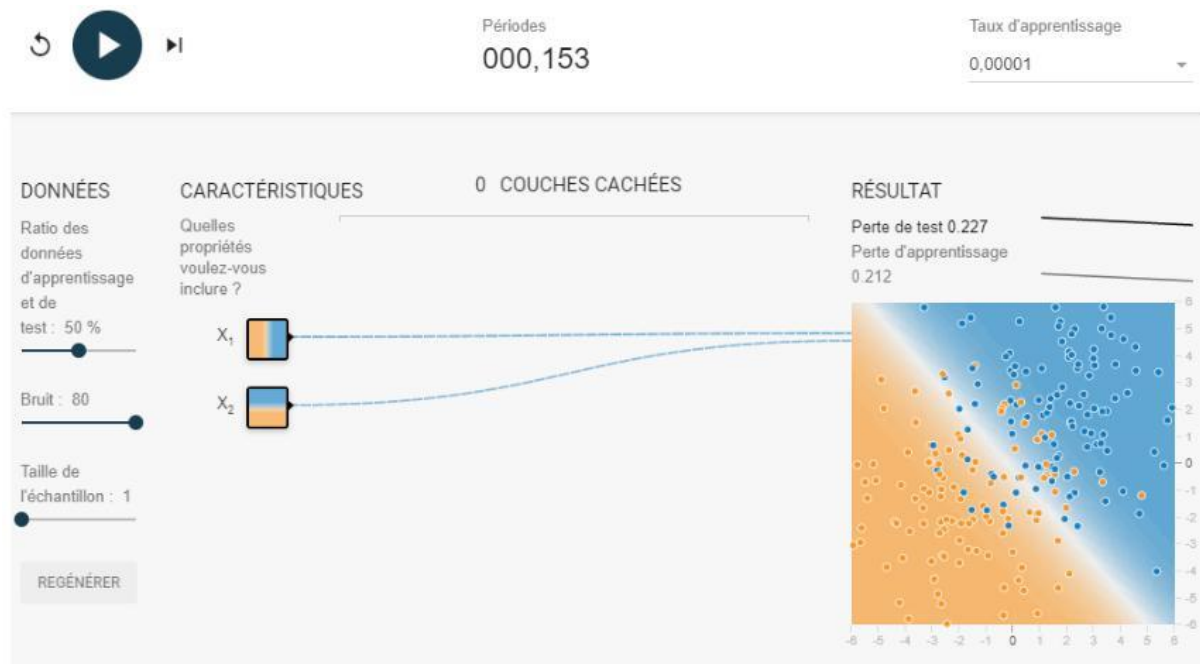 Périodes
000,153
Taux d'apprentissage
0,00001
DONNÉES
Ratio des
données
d'apprentissage
et de
test : 50 %
Bruit : 80
Taille de
l'échantillon : 1
REGÉNÉRER
CARACTÉRISTIQUES
Quelles
propriétés
voulez-vous
inclure ?
X1
X2
0 COUCHES CACHÉES
RÉSULTAT
Perte de test 0.227
Perte d'apprentissage
0.212
6
5
4
3
2
1
0
-1
-2
-3
-4
-5
-6
-6 -5 -4 -3 -2 -1 0 1 2 3 4 5 6